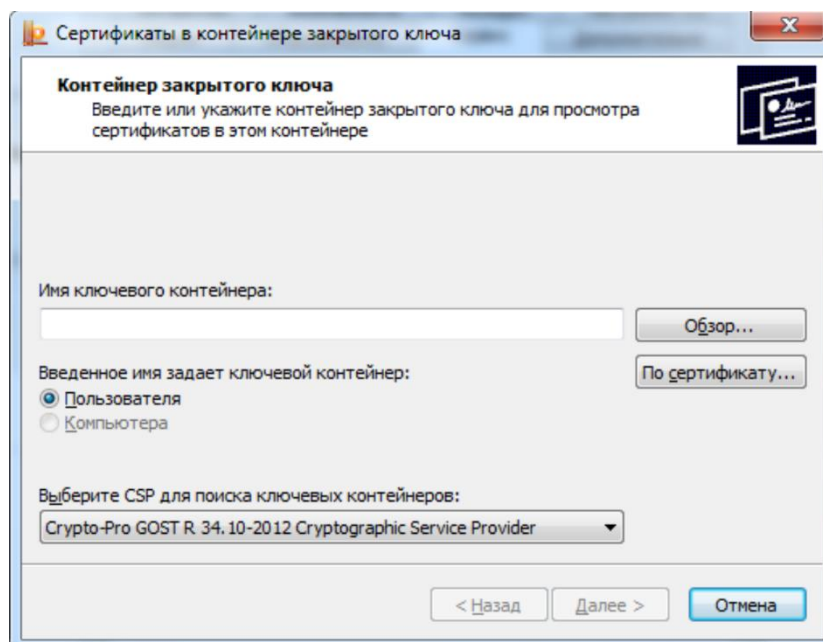 Сертификаты в контейнере закрытого ключа
Контейнер закрытого ключа
Введите или укажите контейнер закрытого ключа для просмотра
сертификатов в этом контейнере
Имя ключевого контейнера:
Обзор...
Введенное имя задает ключевой контейнер:
По сертификату...
Пользователя
Компьютера
Выберите CSP для поиска ключевых контейнеров:
Crypto-Pro GOST R 34.10-2012 Cryptographic Service Provider
< Назад
Далее >
Отмена